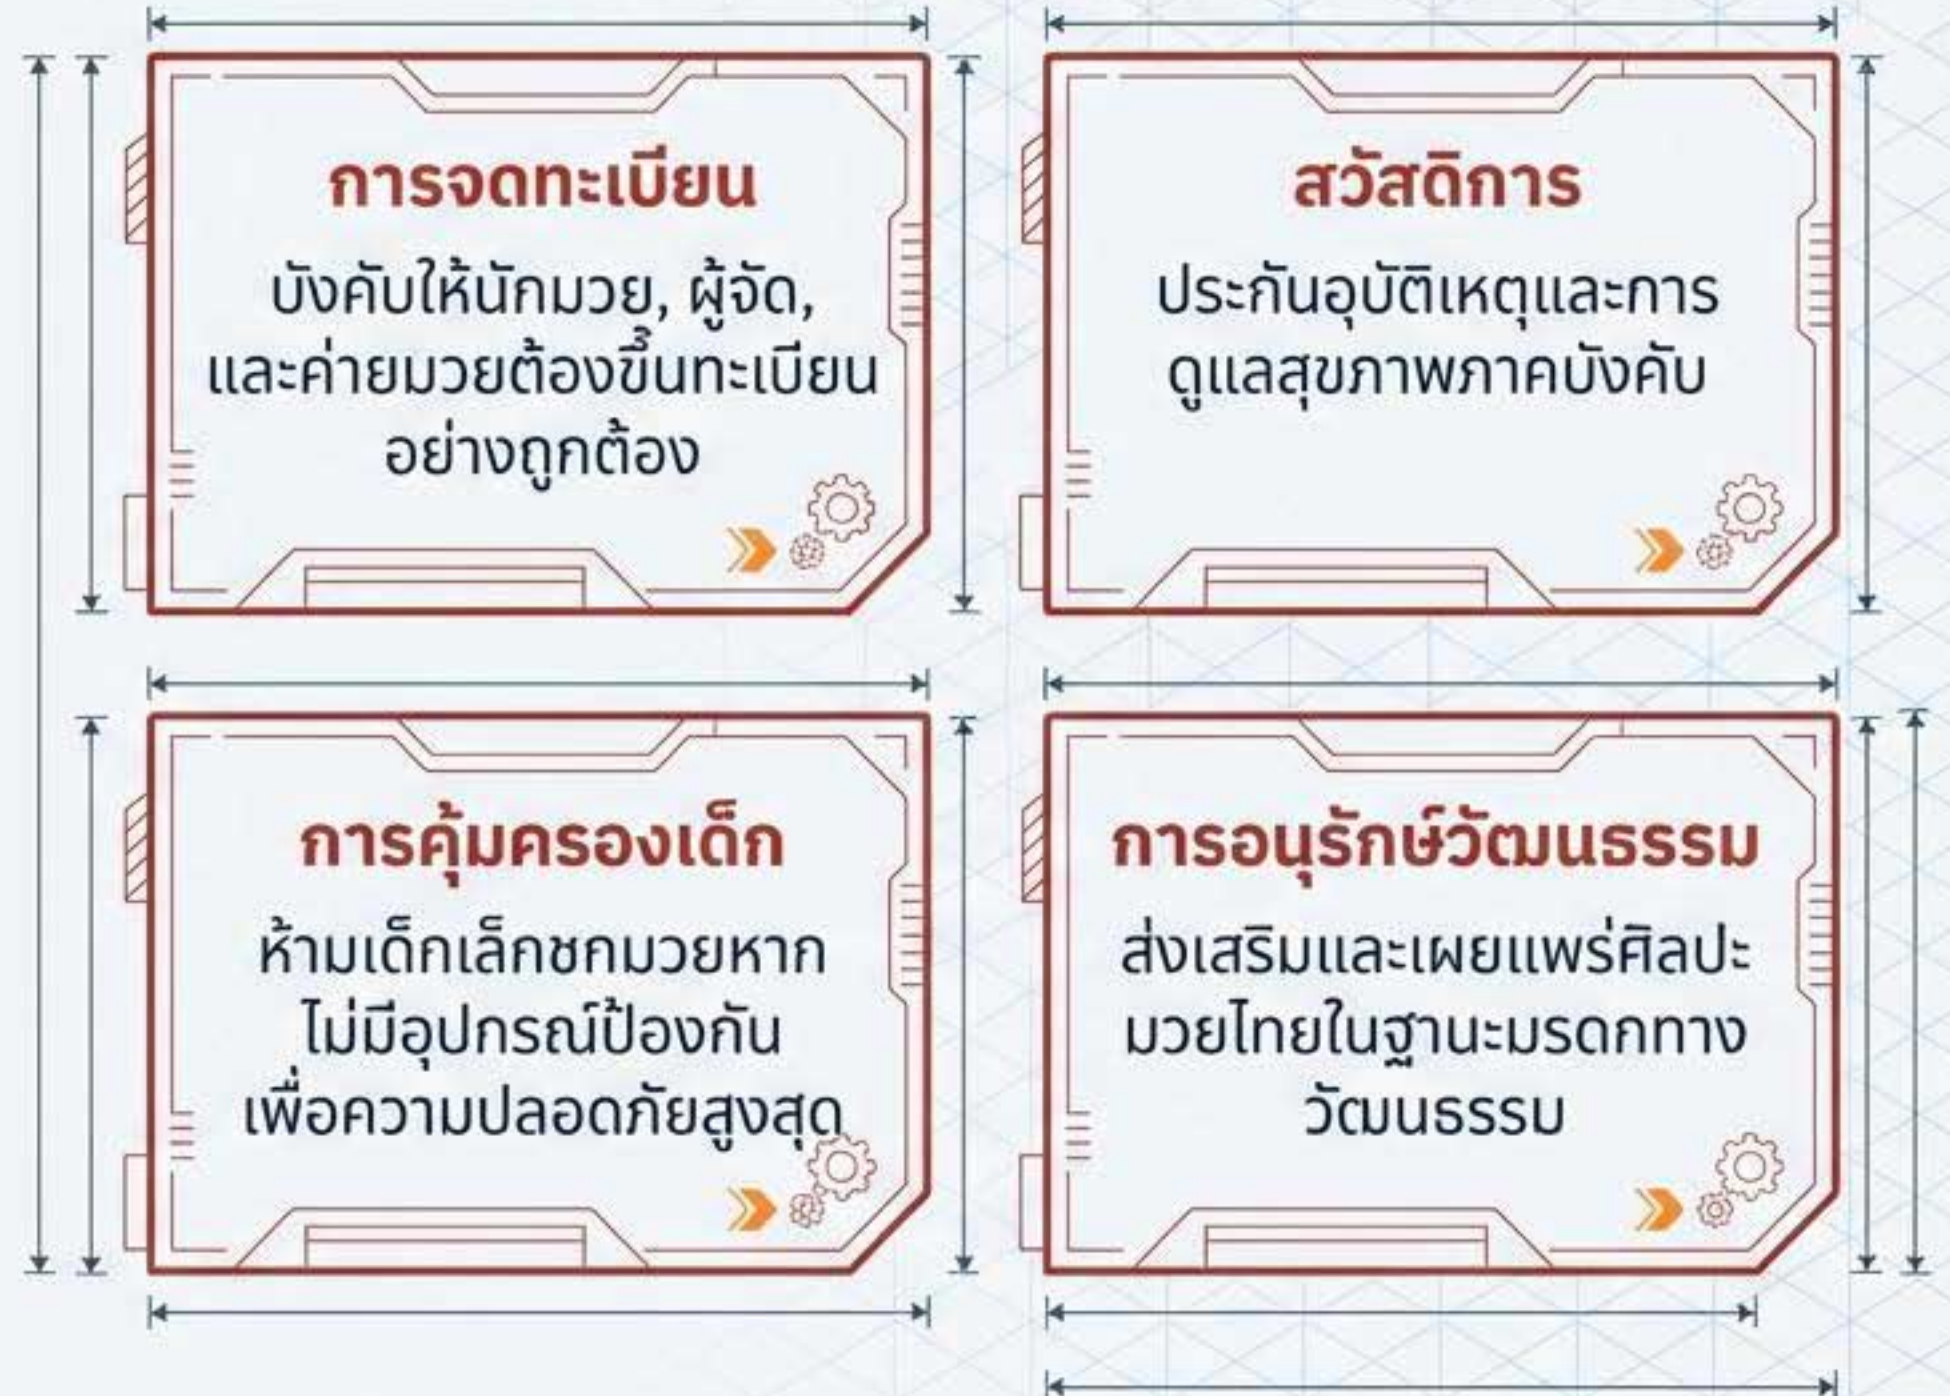 การจดทะเบียน
บังคับให้นักมวย, ผู้จัด,
และค่ายมวยต้องขึ้นทะเบียน
อย่างถูกต้อง
สวัสดิการ
ประกันอุบัติเหตุและการ
ดูแลสุขภาพภาคบังคับ
การคุ้มครองเด็ก
ห้ามเด็กเล็กชกมวยหาก
ไม่มีอุปกรณ์ป้องกัน
เพื่อความปลอดภัยสูงสุด
การอนุรักษ์วัฒนธรรม
ส่งเสริมและเผยแพร่ศิลปะ
มวยไทยในฐานะมรดกทาง
วัฒนธรรม